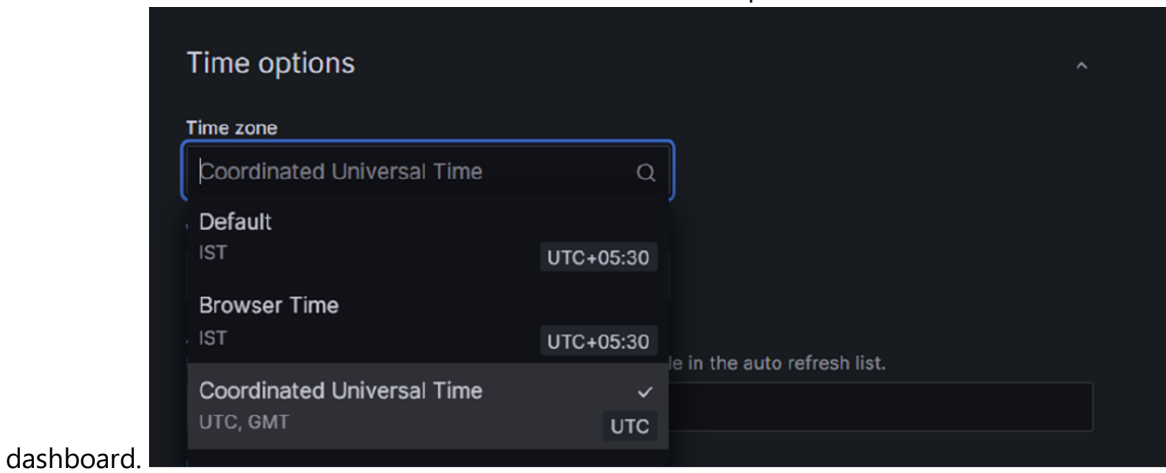 Time options
Time zone
Coordinated Universal Time
Default
IST
UTC+05:30
Browser Time
IST
UTC+05:30
in the auto refresh list.
Coordinated Universal Time
UTC, GMT
UTC
dashboard.